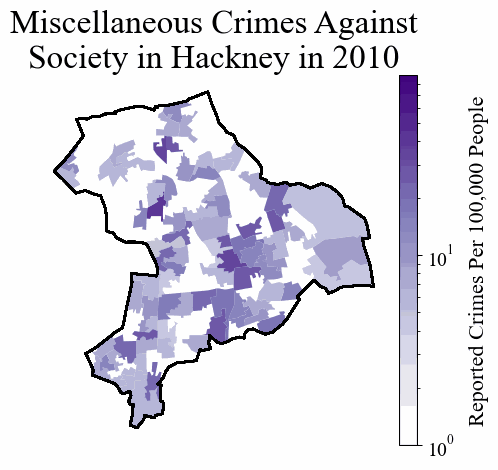 Miscellaneous Crimes Against
Society in Hackney in 2010
10¹
10⁰
Reported Crimes Per 100,000 People